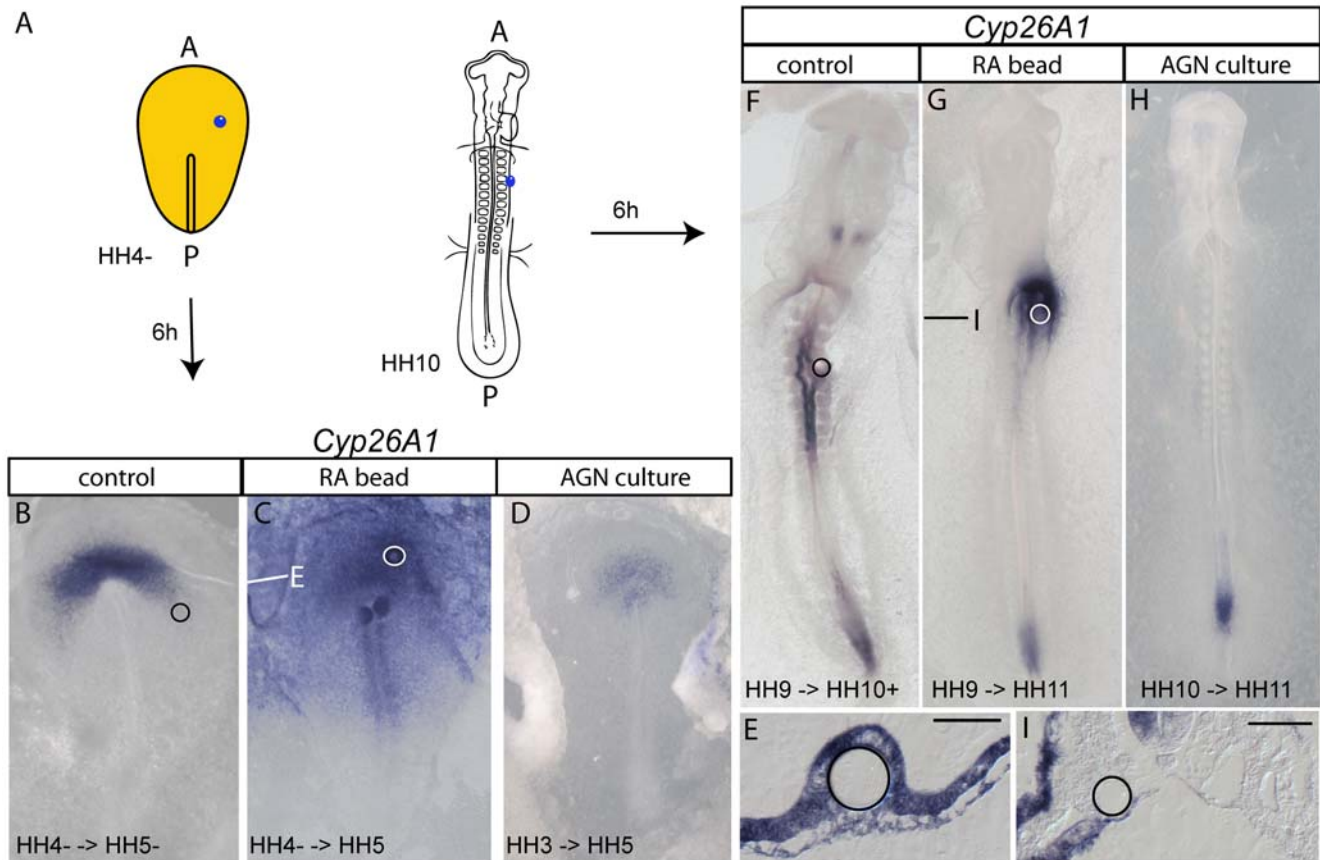 A
A
HH4-
P
6h
A
HH10
P
6h
Cyp26A1
control
RA bead
AGN culture
B
HH4- -> HH5-
C
E
HH4- -> HH5
D
HH3 -> HH5
Cyp26A1
control
RA bead
AGN culture
F
HH9 -> HH10+
G
I
HH9 -> HH11
H
HH10 -> HH11
E
I